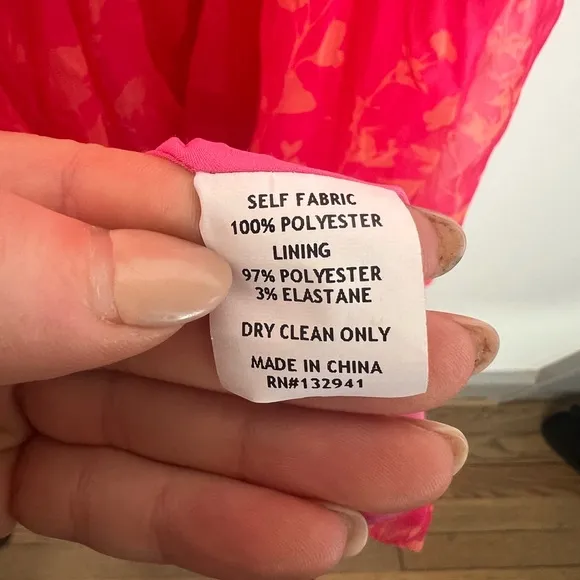 SELF FABRIC
100% POLYESTER
LINING
97% POLYESTER
3% ELASTANE
DRY CLEAN ONLY
MADE IN CHINA
RN#132941